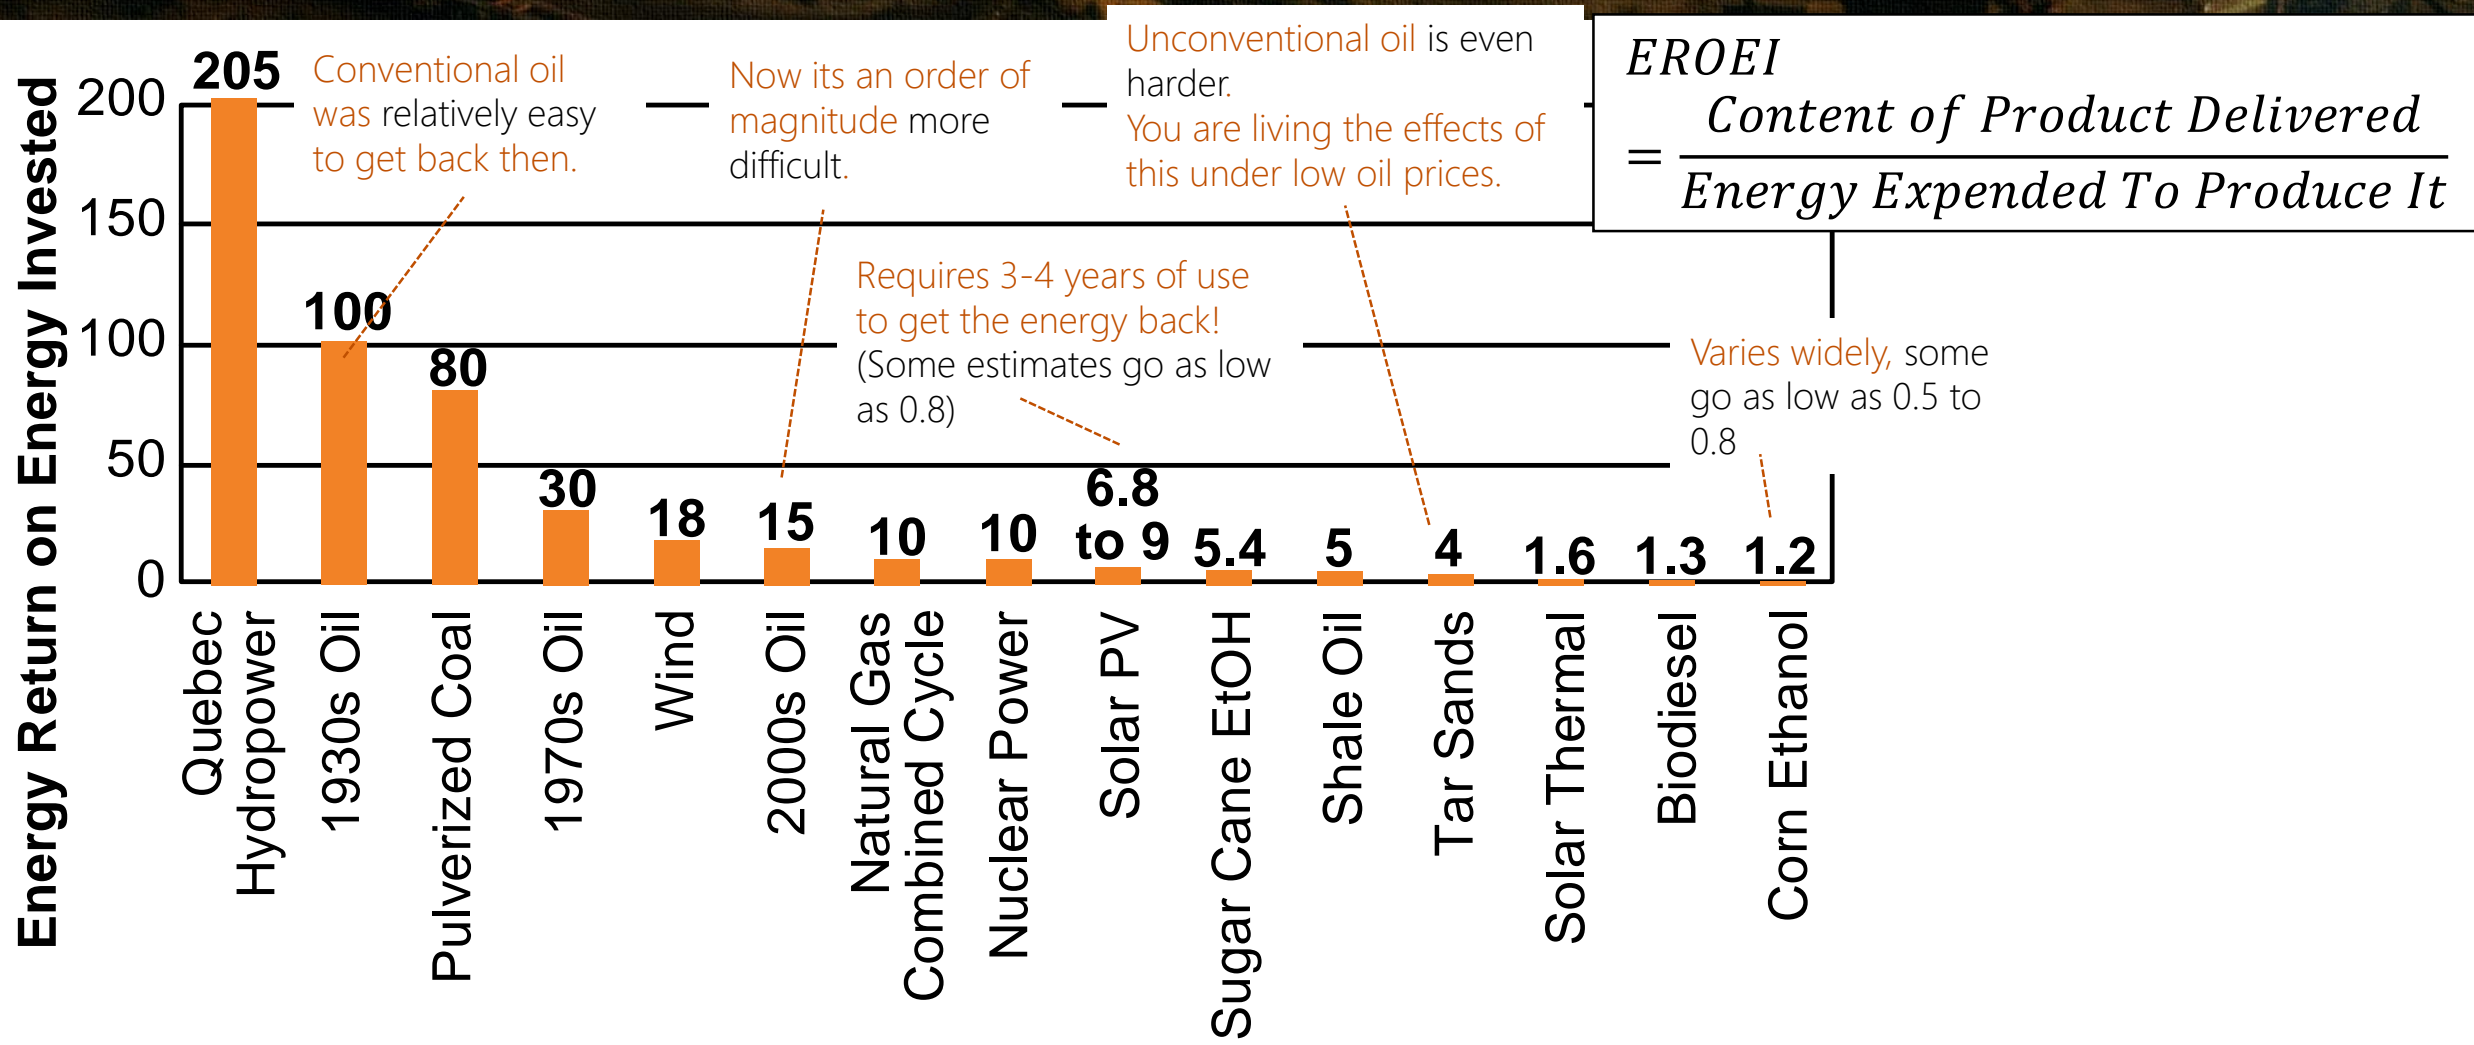 Energy Return on Energy Invested
200
150
100
50
0
205
100
80
30
18
15
10
10
6.8
to 9
5.4
5
4
1.6
1.3
1.2
Quebec
Hydropower
1930s Oil
Pulverized Coal
1970s Oil
Wind
2000s Oil
Natural Gas
Combined Cycle
Nuclear Power
Solar PV
Sugar Cane EtOH
Shale Oil
Tar Sands
Solar Thermal
Biodiesel
Corn Ethanol
Conventional oil
was relatively easy
to get back then.
Now its an order of
magnitude more
difficult.
Unconventional oil is even
harder.
You are living the effects of
this under low oil prices.
Requires 3-4 years of use
to get the energy back!
(Some estimates go as low
as 0.8)
Varies widely, some
go as low as 0.5 to
0.8
EROEI
= Content of Product Delivered
Energy Expended To Produce It